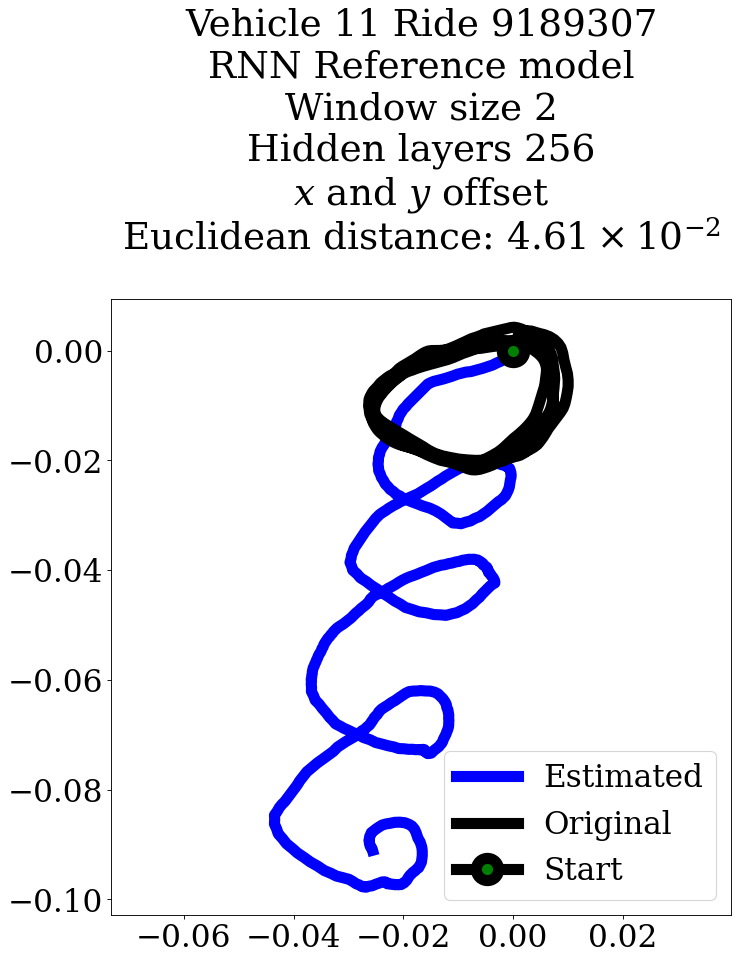 Vehicle 11 Ride 9189307
RNN Reference model
Window size 2
Hidden layers 256
x and y offset
Euclidean distance: 4.61 × 10⁻²
0.00
−0.02
−0.04
−0.06
−0.08
−0.10
Estimated
Original
Start
−0.06 −0.04 −0.02 0.00 0.02